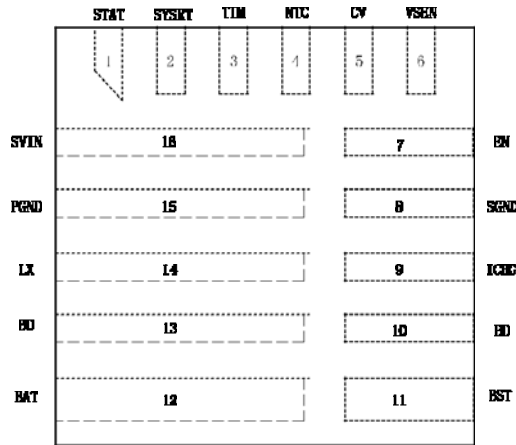 STAT SYSRT TIM NTC CV VSEN
1 2 3 4 5 6
SVIN 16 7 EN
PGND 15 8 SGND
LX 14 9 ICHG
BD 13 10 BD
BAT 12 11 BST